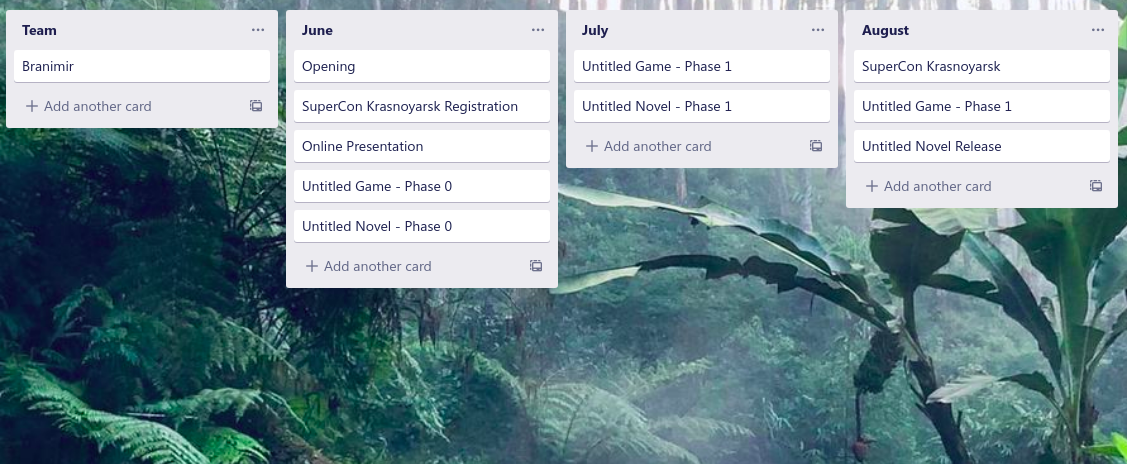 Team
Branimir
Add another card
June
Opening
SuperCon Krasnoyarsk Registration
Online Presentation
Untitled Game - Phase 0
Untitled Novel - Phase 0
Add another card
July
Untitled Game - Phase 1
Untitled Novel - Phase 1
Add another card
August
SuperCon Krasnoyarsk
Untitled Game - Phase 1
Untitled Novel Release
Add another card